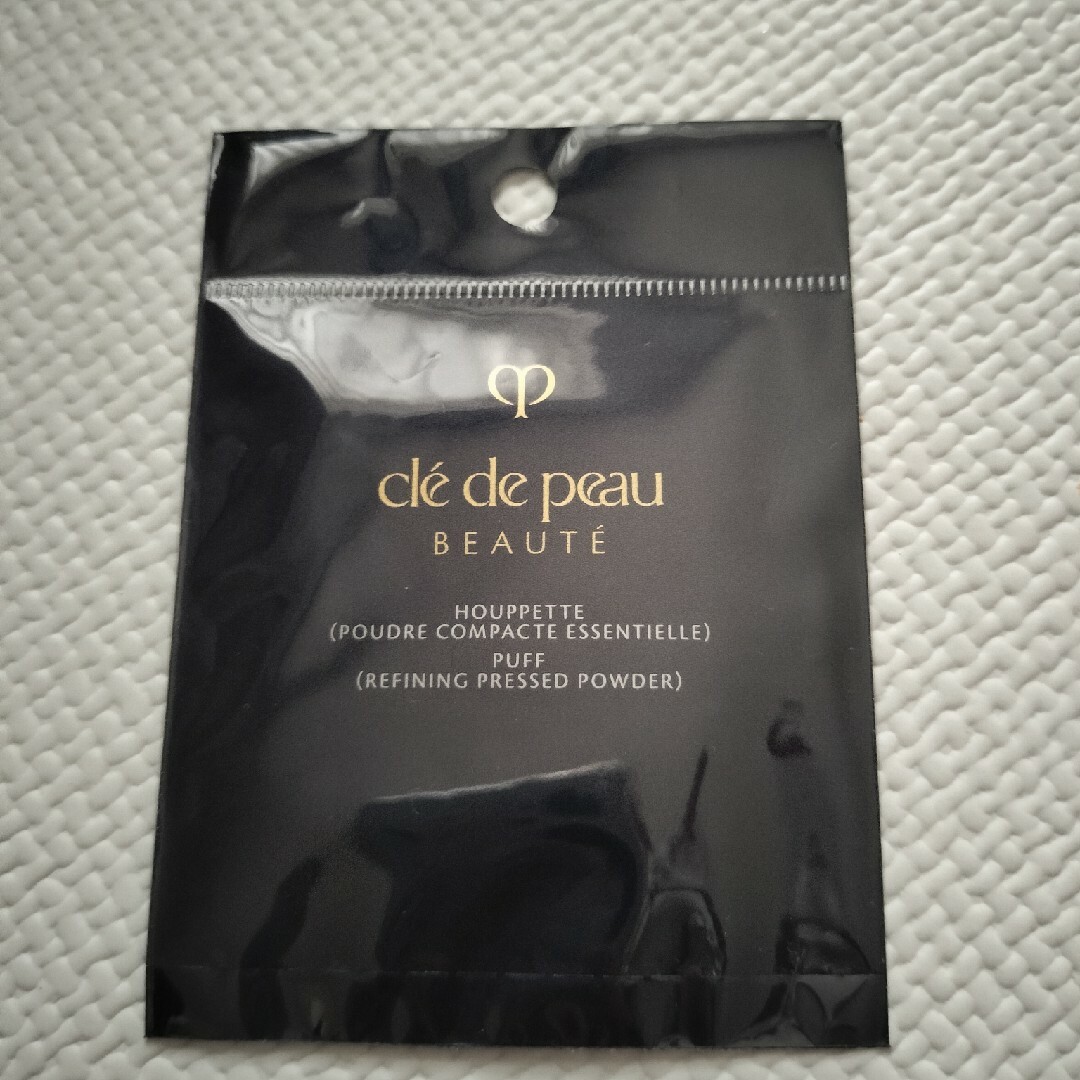 clé de peau
BEAUTÉ
HOUPPETTE
(POUDRE COMPACTE ESSENTIELLE)
PUFF
(REFINING PRESSED POWDER)